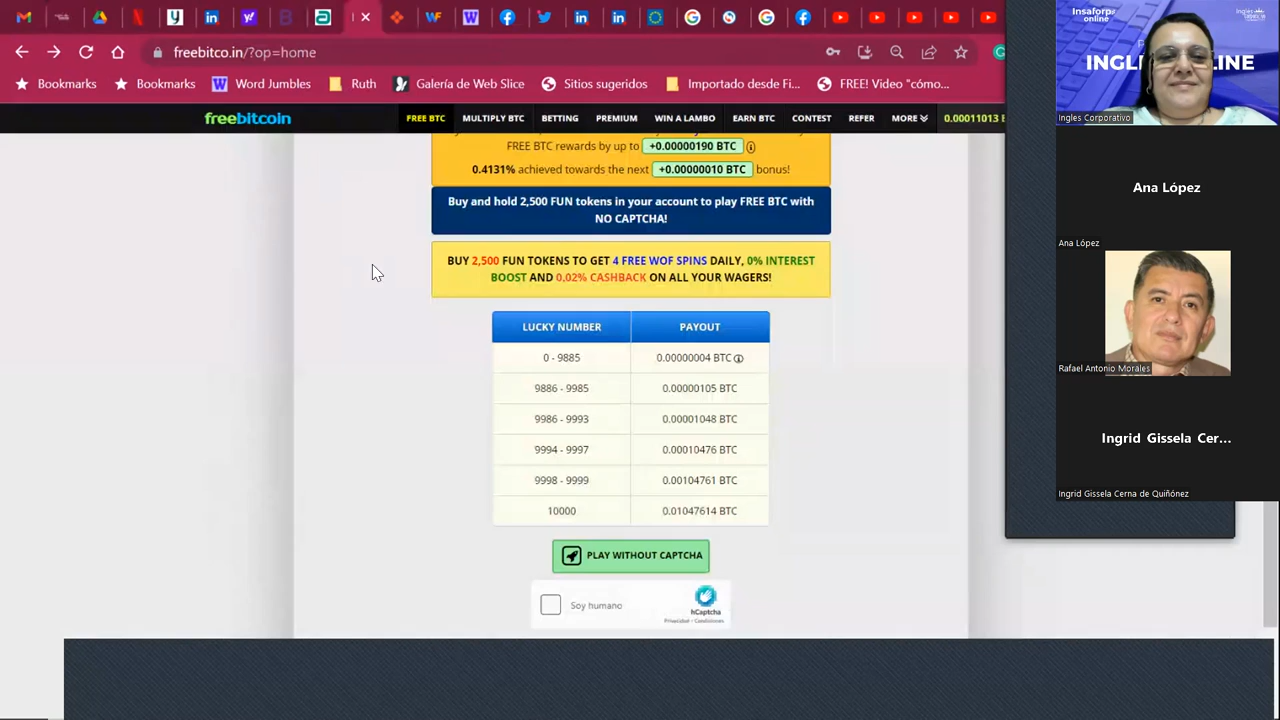 freebitco.in/?op=home
Bookmarks
Bookmarks
Word Jumbles
Ruth
Galería de Web Slice
Sitios sugeridos
Importado desde Fi...
FREE! Video "cómo...
freebitcoin
FREE BTC
MULTIPLY BTC
BETTING
PREMIUM
WIN A LAMBO
EARN BTC
CONTEST
REFER
MORE
0.00011013
FREE BTC rewards by up to +0.00000190 BTC
0.4131% achieved towards the next +0.00000010 BTC bonus!
Buy and hold 2,500 FUN tokens in your account to play FREE BTC with
NO CAPTCHA!
BUY 2,500 FUN TOKENS TO GET 4 FREE WOF SPINS DAILY, 0% INTEREST
BOOST AND 0.02% CASHBACK ON ALL YOUR WAGERS!
LUCKY NUMBER PAYOUT
0 - 9885 0.00000004 BTC
9886 - 9985 0.00000105 BTC
9986 - 9993 0.00001048 BTC
9994 - 9997 0.00010476 BTC
9998 - 9999 0.00104761 BTC
10000 0.01047614 BTC
PLAY WITHOUT CAPTCHA
Soy humano
hCaptcha
Privacidad - Condiciones
Insaforp
online
Inglés
INGL
LINE
Ingles Corporativo
Ana López
Ana López
Rafael Antonio Morales
Ingrid Gissela Cer...
Ingrid Gissela Cerna de Quiñónez